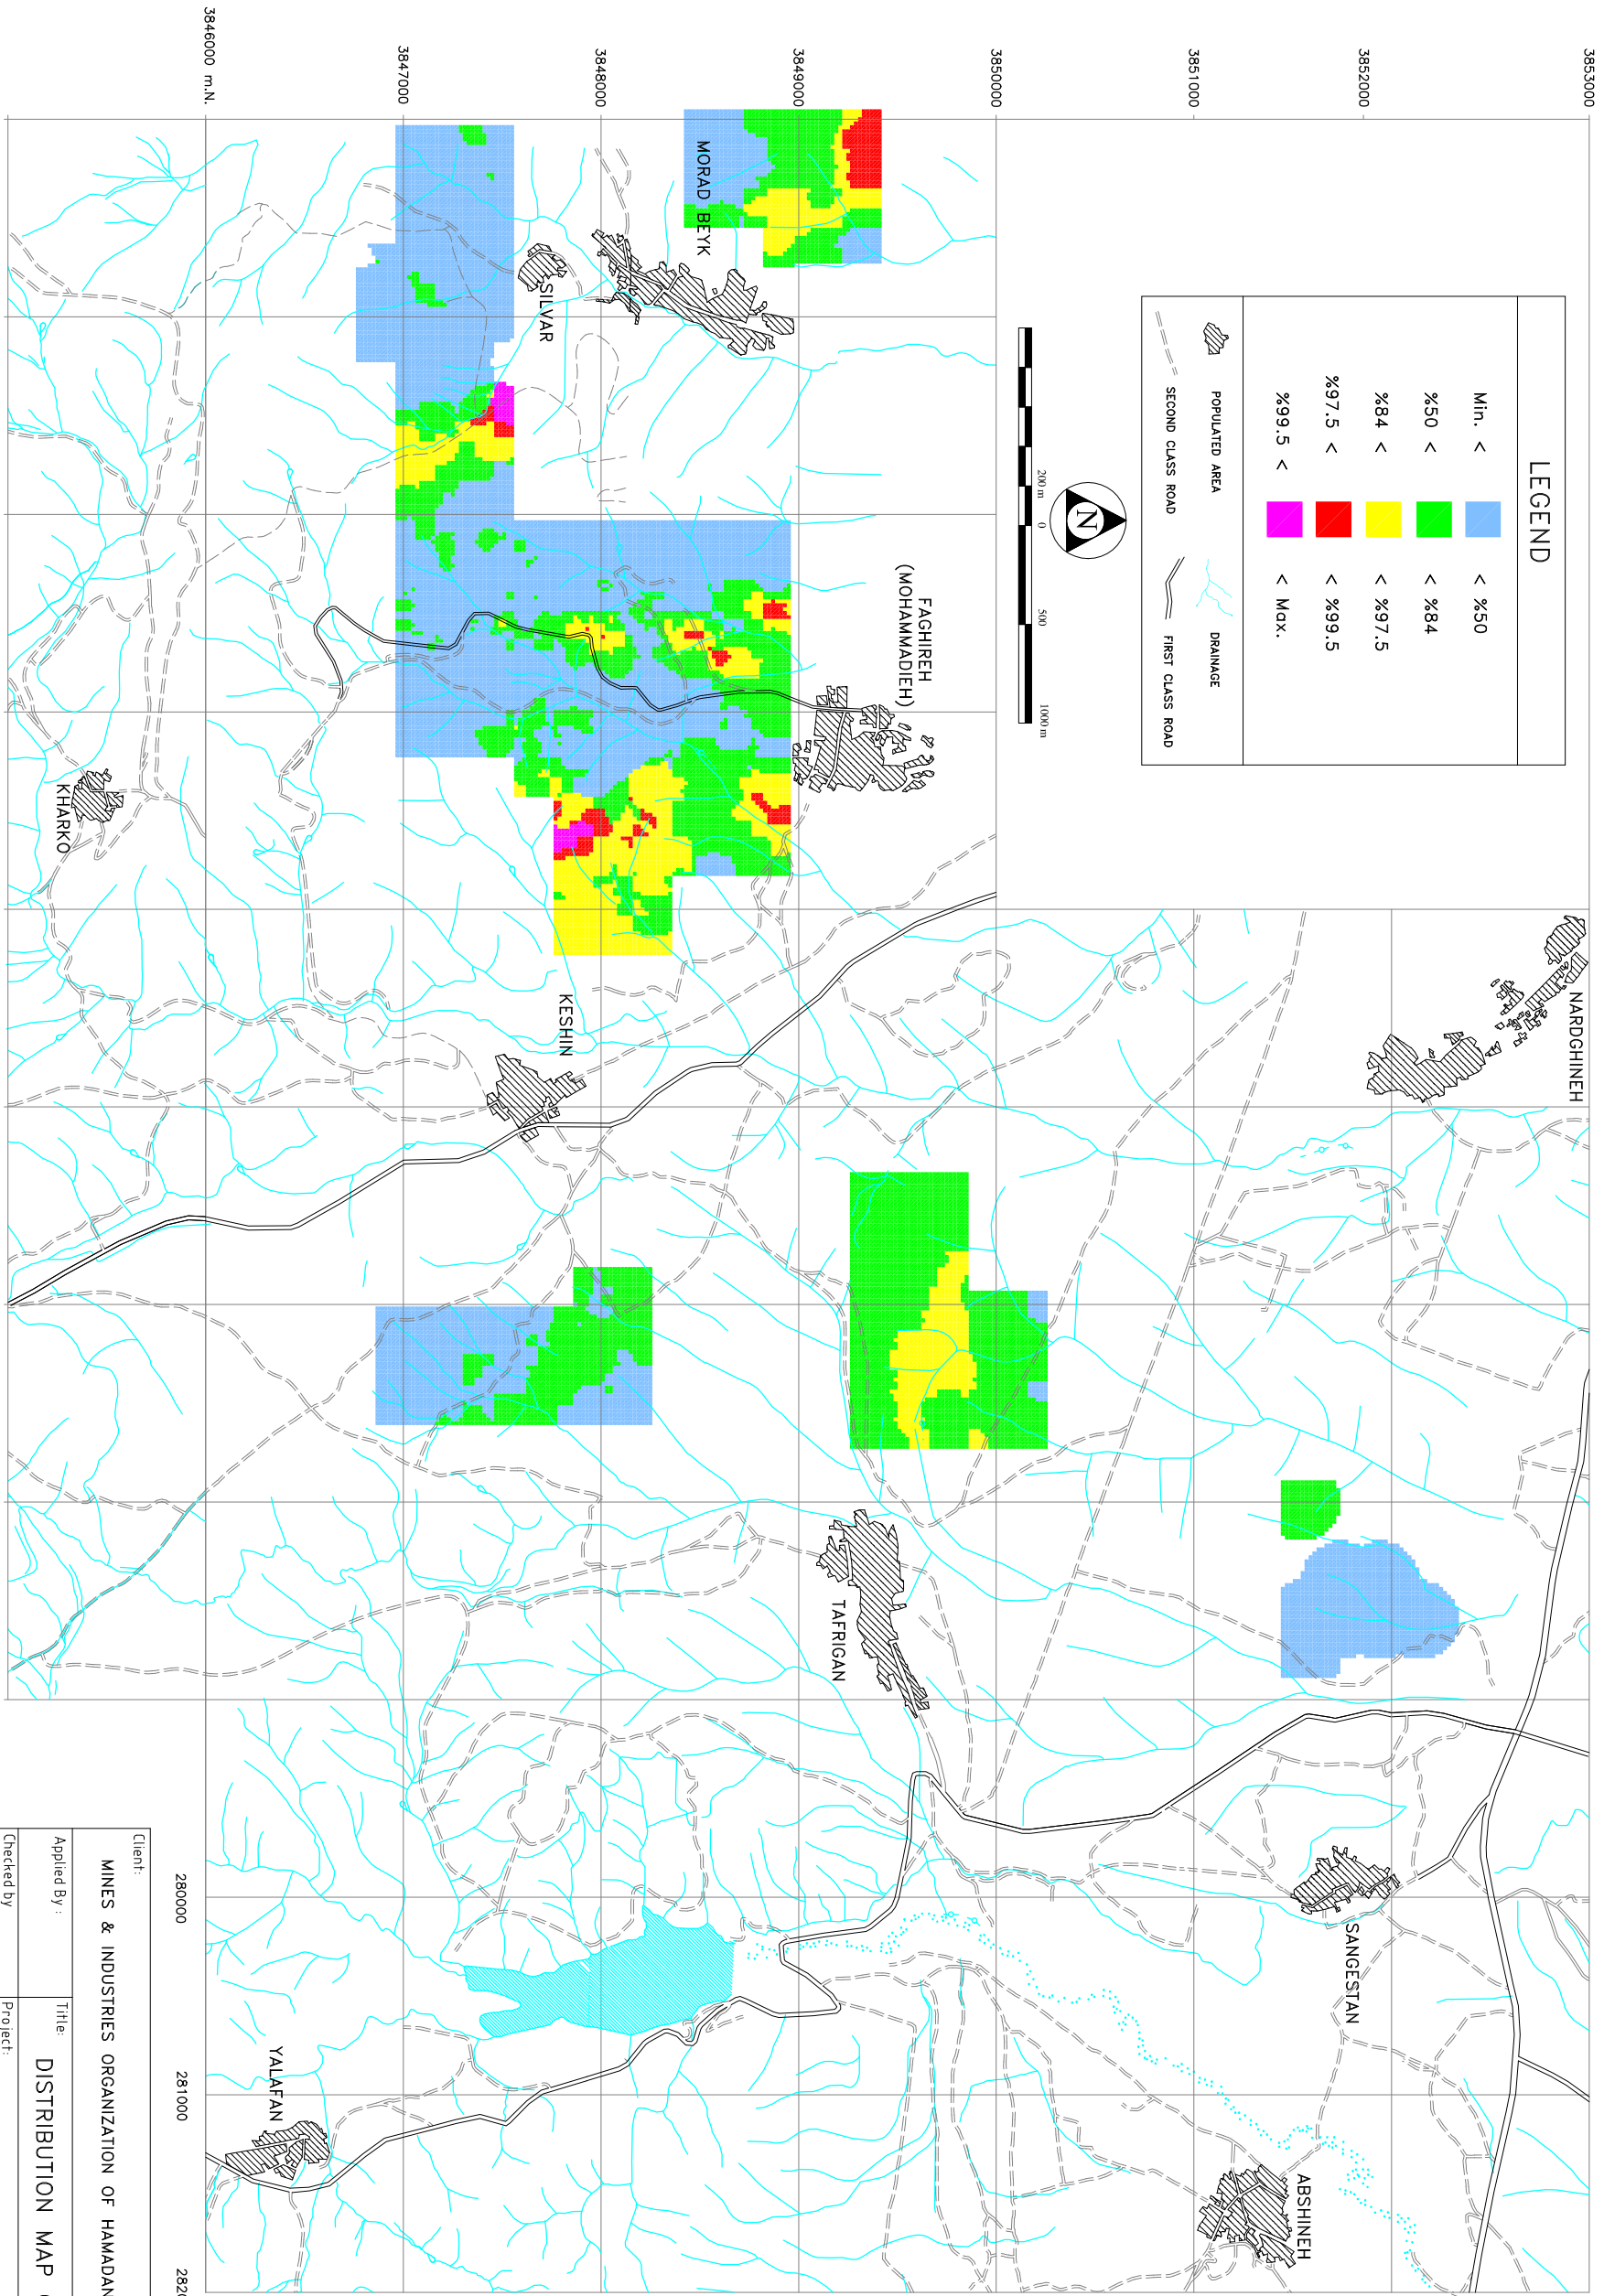 3853000
3852000
3851000
3850000
3849000
3848000
3847000
3846000 m.N.
LEGEND
Min. < < %50
%50 < < %84
%84 < < %97.5
%97.5 < < %99.5
%99.5 < < Max.
POPULATED AREA
DRAINAGE
SECOND CLASS ROAD
FIRST CLASS ROAD
N
200 m 0 500 1000 m
NARDGHINEH
FAGHIREH
(MOHAMMADIEH)
MORAD BEYK
SILVAR
KHARKO
KESHIN
TAFRIGAN
SANGESTAN
ABSHINEH
YALAFAN
280000
281000
Client:
MINES & INDUSTRIES ORGANIZATION OF HAMADAN
Applied By :
Title:
DISTRIBUTION MAP
Checked by
Project: